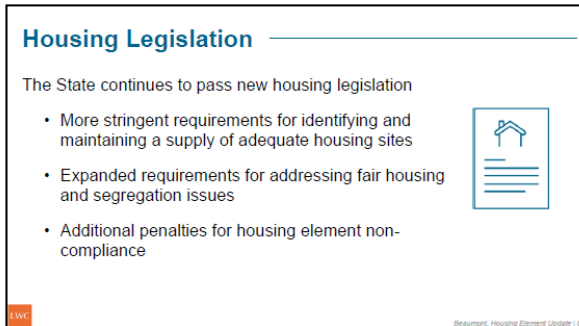 Housing Legislation
The State continues to pass new housing legislation
• More stringent requirements for identifying and
maintaining a supply of adequate housing sites
• Expanded requirements for addressing fair housing
and segregation issues
• Additional penalties for housing element non-
compliance
LWC
Beaumont. Housing Element Update |